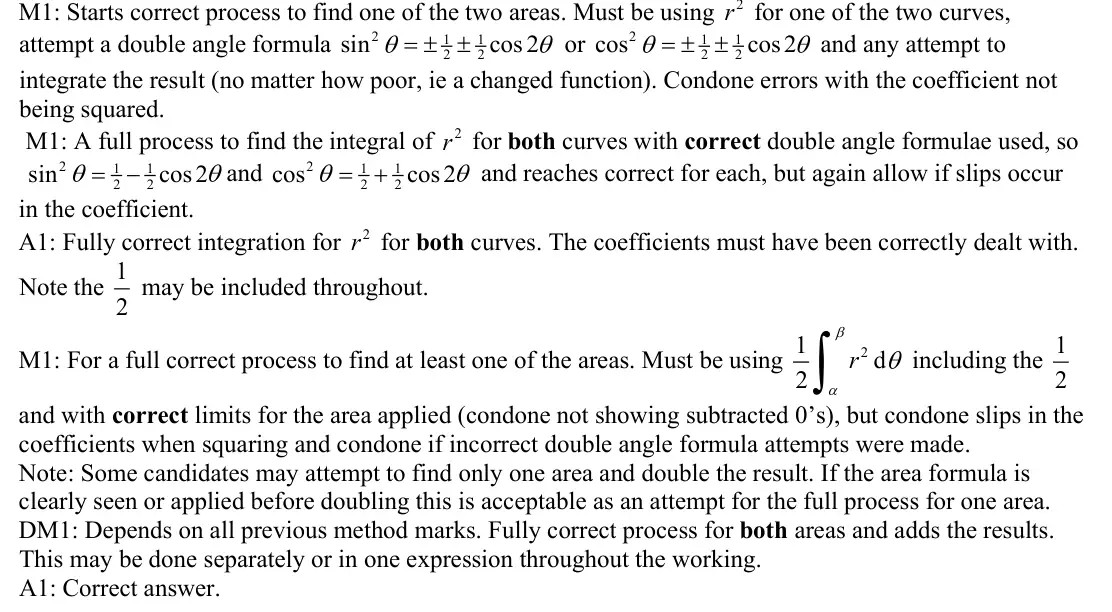 M1: Starts correct process to find one of the two areas. Must be using r² for one of the two curves,
attempt a double angle formula sin² θ = ±½ ± ½cos 2θ or cos² θ = ±½ ± ½cos 2θ and any attempt to
integrate the result (no matter how poor, ie a changed function). Condone errors with the coefficient not
being squared.
M1: A full process to find the integral of r² for both curves with correct double angle formulae used, so
sin² θ = ½ − ½cos 2θ and cos² θ = ½ + ½cos 2θ and reaches correct for each, but again allow if slips occur
in the coefficient.
A1: Fully correct integration for r² for both curves. The coefficients must have been correctly dealt with.
Note the 1/2 may be included throughout.
M1: For a full correct process to find at least one of the areas. Must be using 1/2 ∫_α^β r² dθ including the 1/2
and with correct limits for the area applied (condone not showing subtracted 0’s), but condone slips in the
coefficients when squaring and condone if incorrect double angle formula attempts were made.
Note: Some candidates may attempt to find only one area and double the result. If the area formula is
clearly seen or applied before doubling this is acceptable as an attempt for the full process for one area.
DM1: Depends on all previous method marks. Fully correct process for both areas and adds the results.
This may be done separately or in one expression throughout the working.
A1: Correct answer.